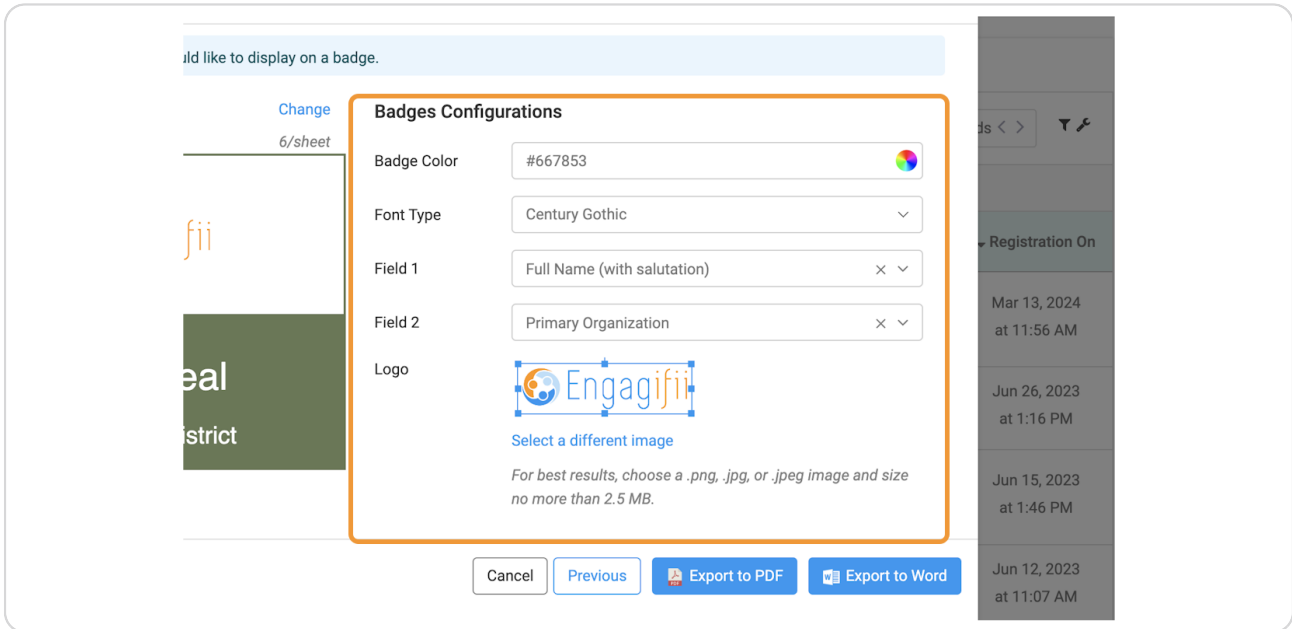 uld like to display on a badge.
Change
6/sheet
fii
eal
istrict
Badges Configurations
Badge Color
#667853
Font Type
Century Gothic
Field 1
Full Name (with salutation)
Field 2
Primary Organization
Logo
Engagifii
Select a different image
For best results, choose a .png, .jpg, or .jpeg image and size
no more than 2.5 MB.
Cancel
Previous
Export to PDF
Export to Word
ds
Registration On
Mar 13, 2024
at 11:56 AM
Jun 26, 2023
at 1:16 PM
Jun 15, 2023
at 1:46 PM
Jun 12, 2023
at 11:07 AM